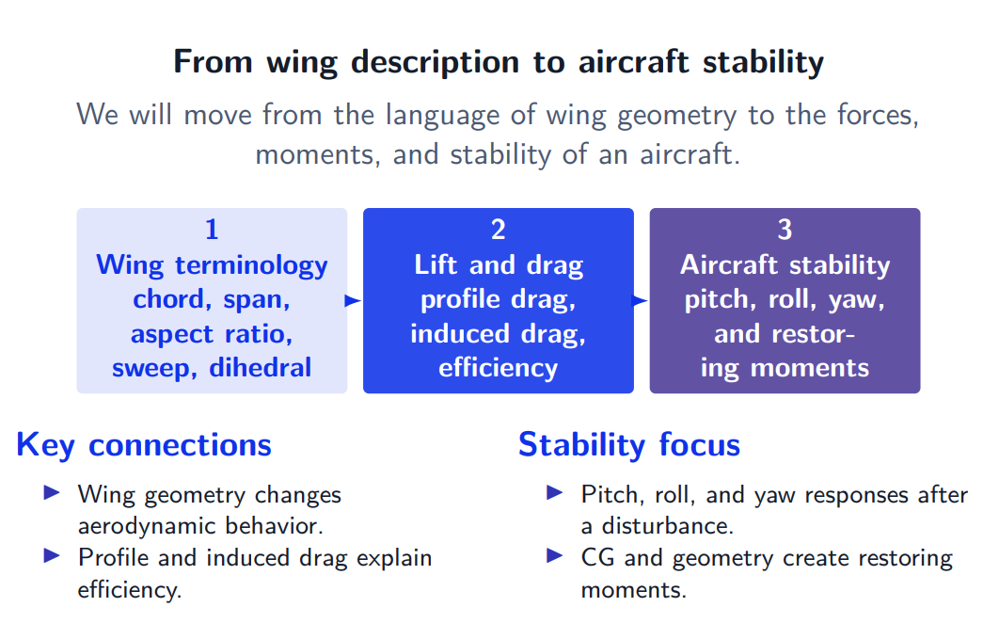 From wing description to aircraft stability
We will move from the language of wing geometry to the forces,
moments, and stability of an aircraft.
1
Wing terminology
chord, span,
aspect ratio,
sweep, dihedral
2
Lift and drag
profile drag,
induced drag,
efficiency
3
Aircraft stability
pitch, roll, yaw,
and restor-
ing moments
Key connections
Wing geometry changes
aerodynamic behavior.
Profile and induced drag explain
efficiency.
Stability focus
Pitch, roll, and yaw responses after
a disturbance.
CG and geometry create restoring
moments.